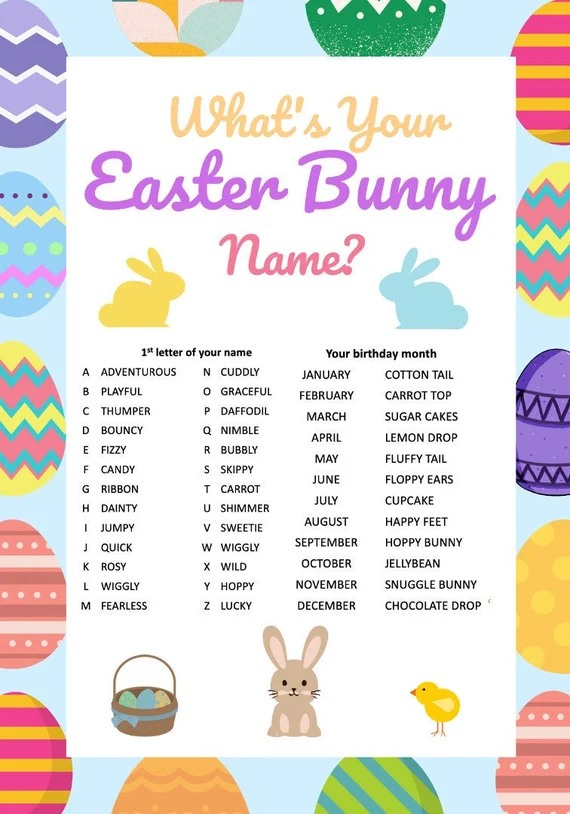 What's Your
Easter Bunny
Name?
1st letter of your name
A ADVENTUROUS
B PLAYFUL
C THUMPER
D BOUNCY
E FIZZY
F CANDY
G RIBBON
H DAINTY
I JUMPY
J QUICK
K ROSY
L WIGGLY
M FEARLESS
N CUDDLY
O GRACEFUL
P DAFFODIL
Q NIMBLE
R BUBBLY
S SKIPPY
T CARROT
U SHIMMER
V SWEETIE
W WIGGLY
X WILD
Y HOPPY
Z LUCKY
Your birthday month
JANUARY COTTON TAIL
FEBRUARY CARROT TOP
MARCH SUGAR CAKES
APRIL LEMON DROP
MAY FLUFFY TAIL
JUNE FLOPPY EARS
JULY CUPCAKE
AUGUST HAPPY FEET
SEPTEMBER HOPPY BUNNY
OCTOBER JELLYBEAN
NOVEMBER SNUGGLE BUNNY
DECEMBER CHOCOLATE DROP